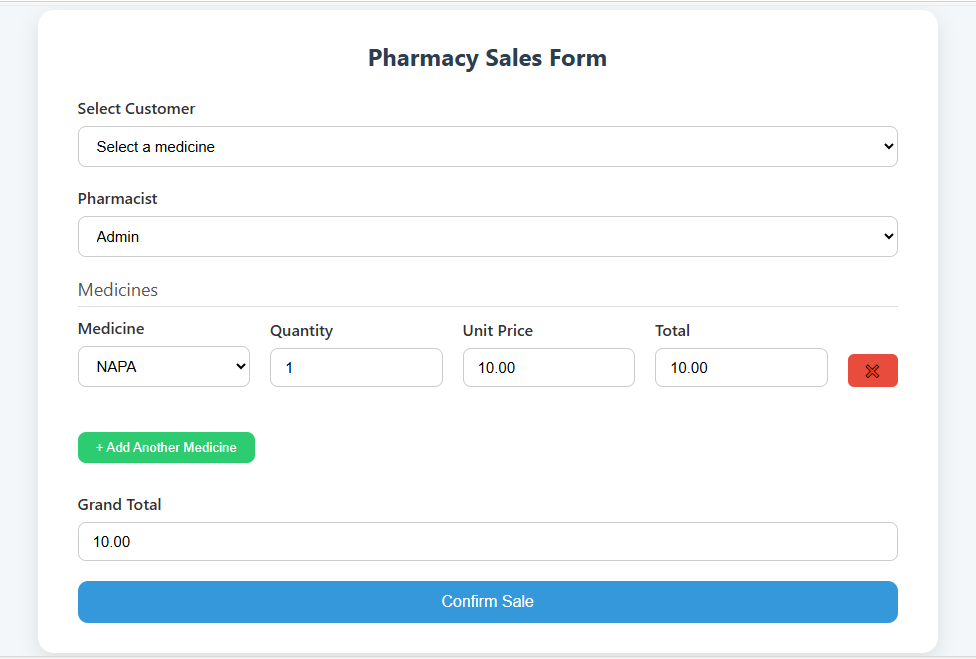 Pharmacy Sales Form
Select Customer
Select a medicine
Pharmacist
Admin
Medicines
Medicine Quantity Unit Price Total
NAPA 1 10.00 10.00
+ Add Another Medicine
Grand Total
10.00
Confirm Sale